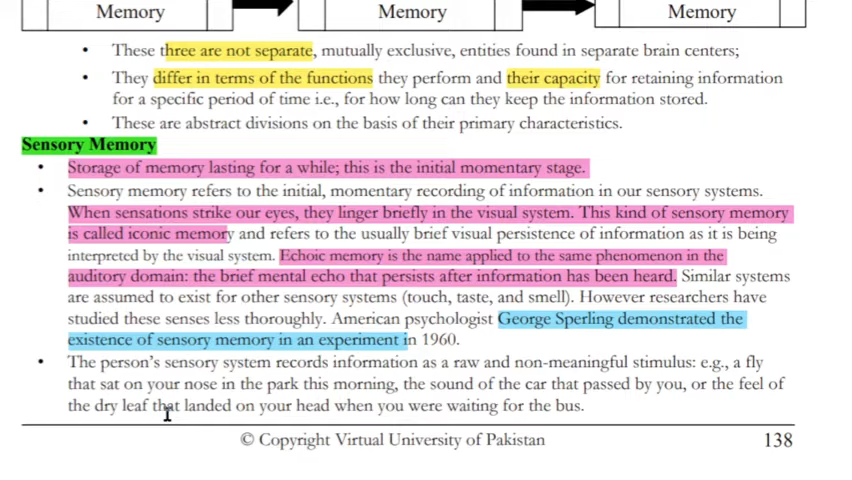 Memory Memory Memory
• These three are not separate, mutually exclusive, entities found in separate brain centers;
• They differ in terms of the functions they perform and their capacity for retaining information
for a specific period of time i.e., for how long can they keep the information stored.
• These are abstract divisions on the basis of their primary characteristics.
Sensory Memory
• Storage of memory lasting for a while; this is the initial momentary stage.
• Sensory memory refers to the initial, momentary recording of information in our sensory systems.
When sensations strike our eyes, they linger briefly in the visual system. This kind of sensory memory
is called iconic memory and refers to the usually brief visual persistence of information as it is being
interpreted by the visual system. Echoic memory is the name applied to the same phenomenon in the
auditory domain: the brief mental echo that persists after information has been heard. Similar systems
are assumed to exist for other sensory systems (touch, taste, and smell). However researchers have
studied these senses less thoroughly. American psychologist George Sperling demonstrated the
existence of sensory memory in an experiment in 1960.
• The person's sensory system records information as a raw and non-meaningful stimulus: e.g., a fly
that sat on your nose in the park this morning, the sound of the car that passed by you, or the feel of
the dry leaf that landed on your head when you were waiting for the bus.
© Copyright Virtual University of Pakistan 138